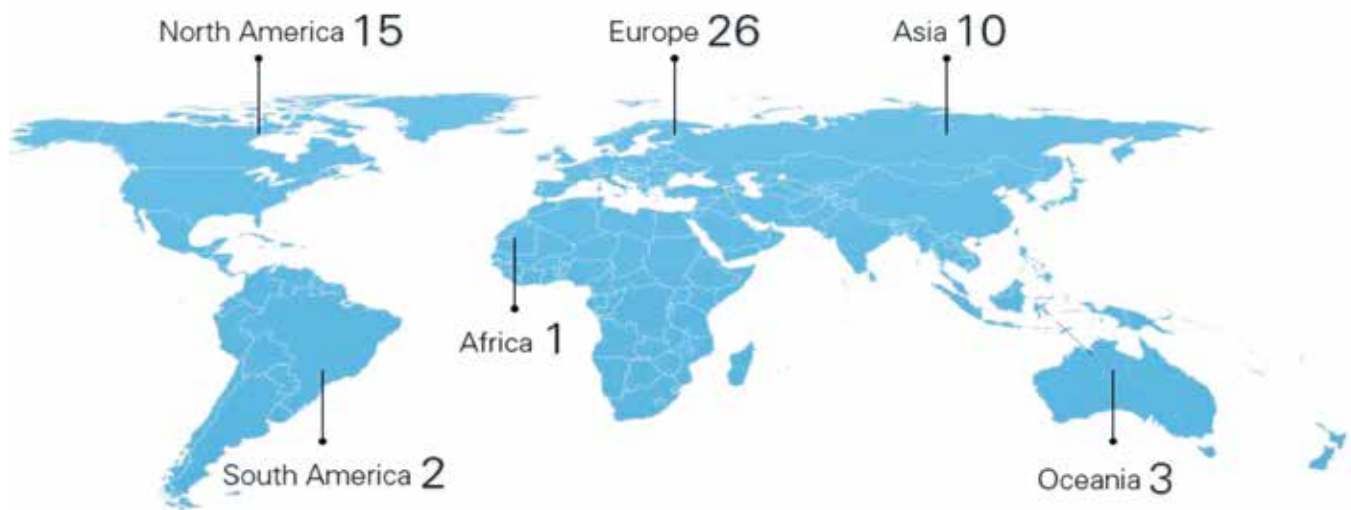 North America 15
Europe 26
Asia 10
Africa 1
South America 2
Oceania 3